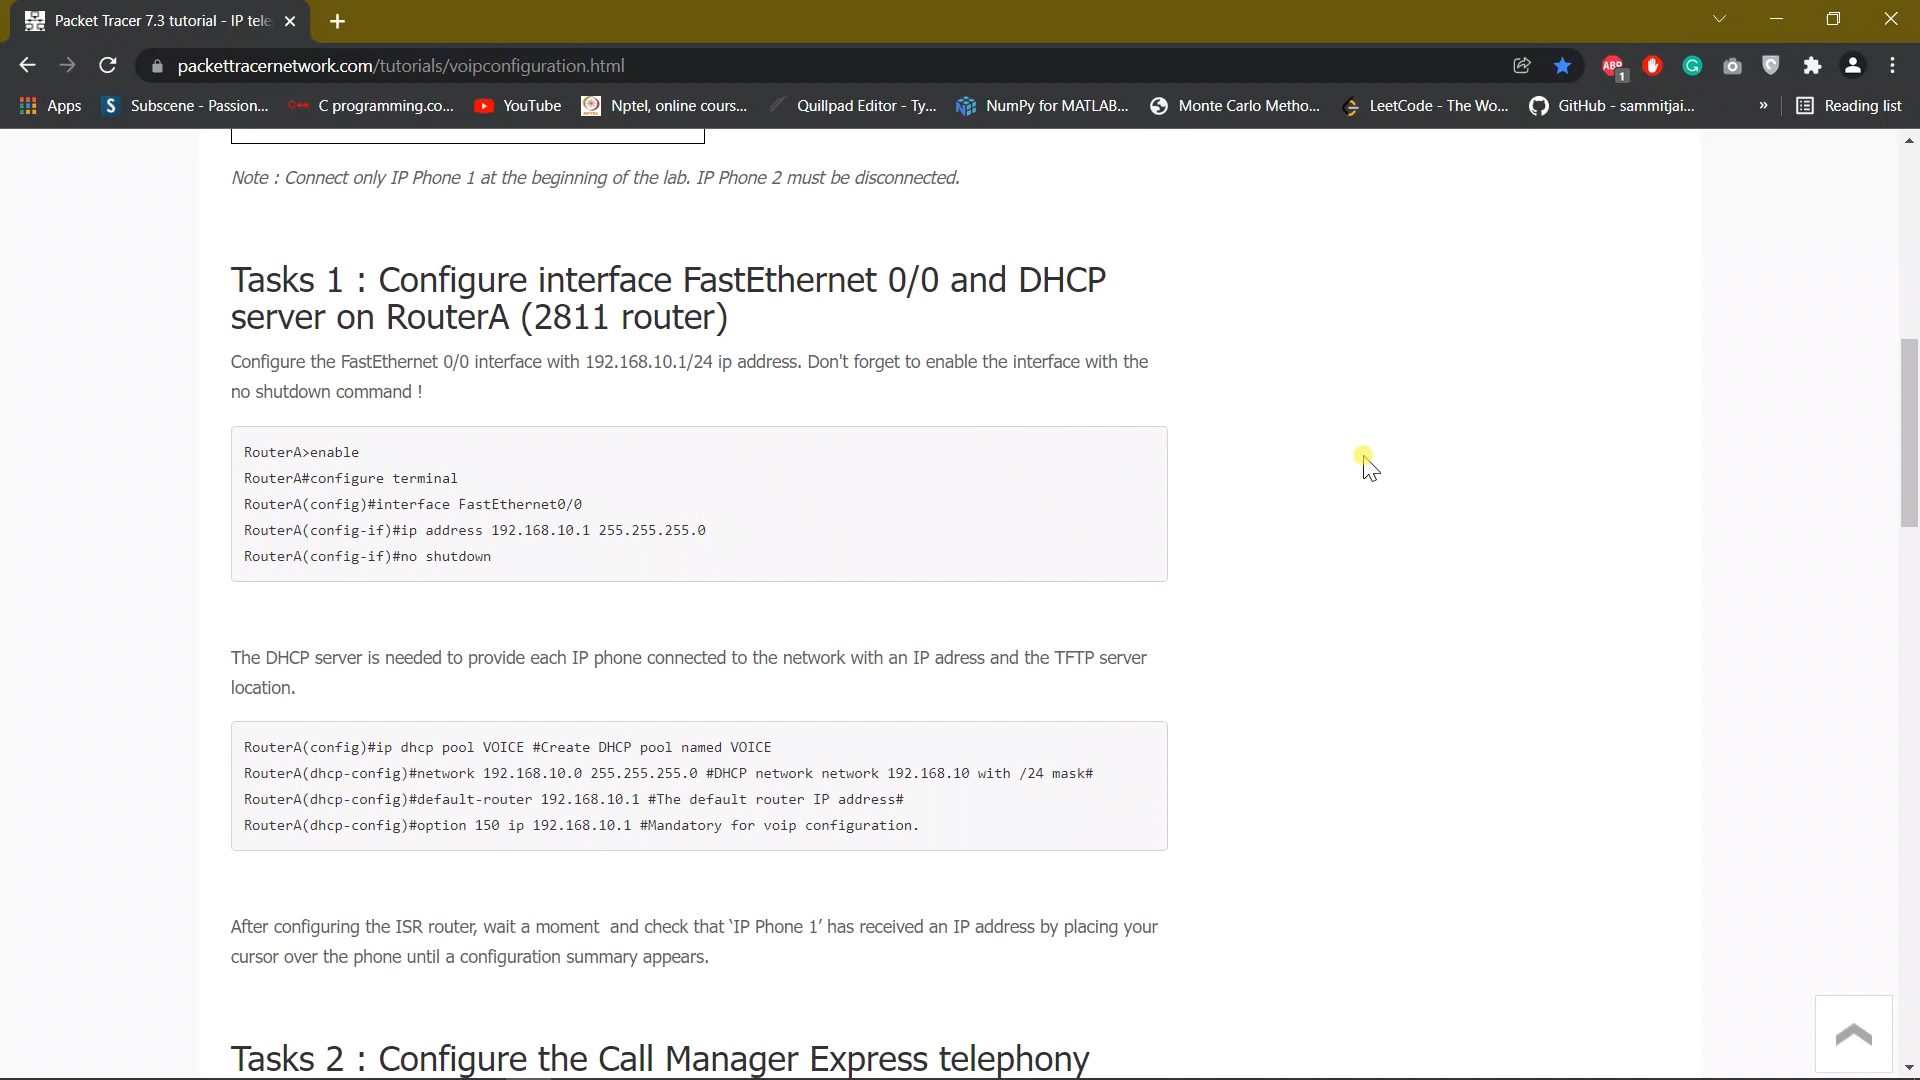 Packet Tracer 7.3 tutorial - IP tele
packettracernetwork.com/tutorials/voipconfiguration.html
ABP
1
G
Apps
S Subscene - Passion...
C++ C programming.co...
YouTube
Nptel, online cours...
Quillpad Editor - Ty...
NumPy for MATLAB...
Monte Carlo Metho...
LeetCode - The Wo...
GitHub - sammitjai...
»
Reading list
Note : Connect only IP Phone 1 at the beginning of the lab. IP Phone 2 must be disconnected.
Tasks 1 : Configure interface FastEthernet 0/0 and DHCP
server on RouterA (2811 router)
Configure the FastEthernet 0/0 interface with 192.168.10.1/24 ip address. Don't forget to enable the interface with the
no shutdown command !
RouterA>enable
RouterA#configure terminal
RouterA(config)#interface FastEthernet0/0
RouterA(config-if)#ip address 192.168.10.1 255.255.255.0
RouterA(config-if)#no shutdown
The DHCP server is needed to provide each IP phone connected to the network with an IP adress and the TFTP server
location.
RouterA(config)#ip dhcp pool VOICE #Create DHCP pool named VOICE
RouterA(dhcp-config)#network 192.168.10.0 255.255.255.0 #DHCP network network 192.168.10 with /24 mask#
RouterA(dhcp-config)#default-router 192.168.10.1 #The default router IP address#
RouterA(dhcp-config)#option 150 ip 192.168.10.1 #Mandatory for voip configuration.
After configuring the ISR router, wait a moment  and check that ‘IP Phone 1’ has received an IP address by placing your
cursor over the phone until a configuration summary appears.
Tasks 2 : Configure the Call Manager Express telephony